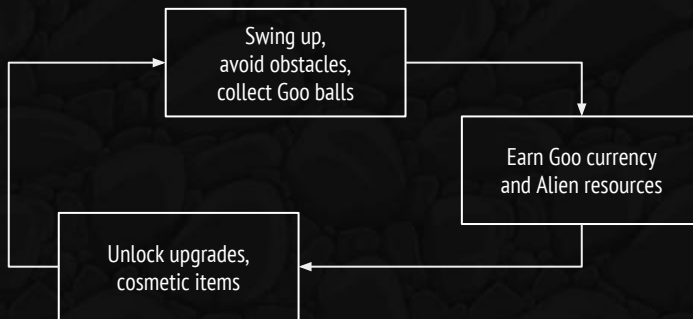 Swing up,
avoid obstacles,
collect Goo balls
Earn Goo currency
and Alien resources
Unlock upgrades,
cosmetic items